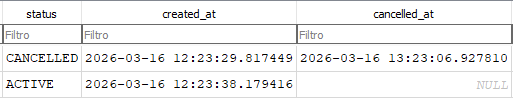 status created_at cancelled_at
Filtro Filtro Filtro
CANCELLED 2026-03-16 12:23:29.817449 2026-03-16 13:23:06.927810
ACTIVE 2026-03-16 12:23:38.179416 NULL